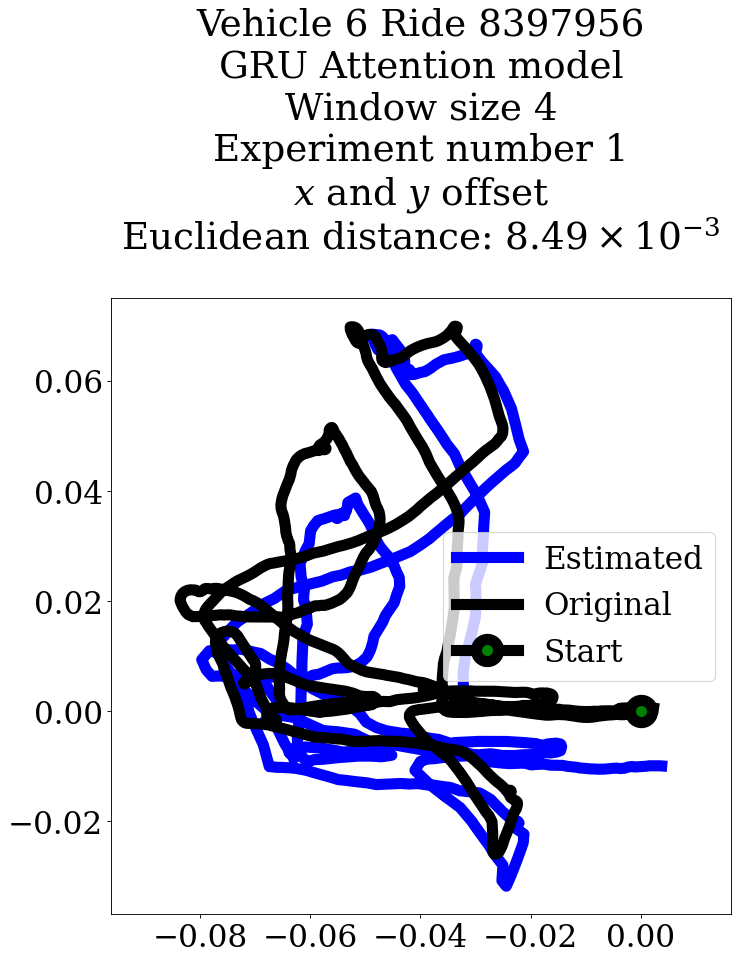 Vehicle 6 Ride 8397956
GRU Attention model
Window size 4
Experiment number 1
x and y offset
Euclidean distance: 8.49 × 10⁻³
0.06
0.04
0.02
0.00
−0.02
Estimated
Original
Start
−0.08 −0.06 −0.04 −0.02 0.00